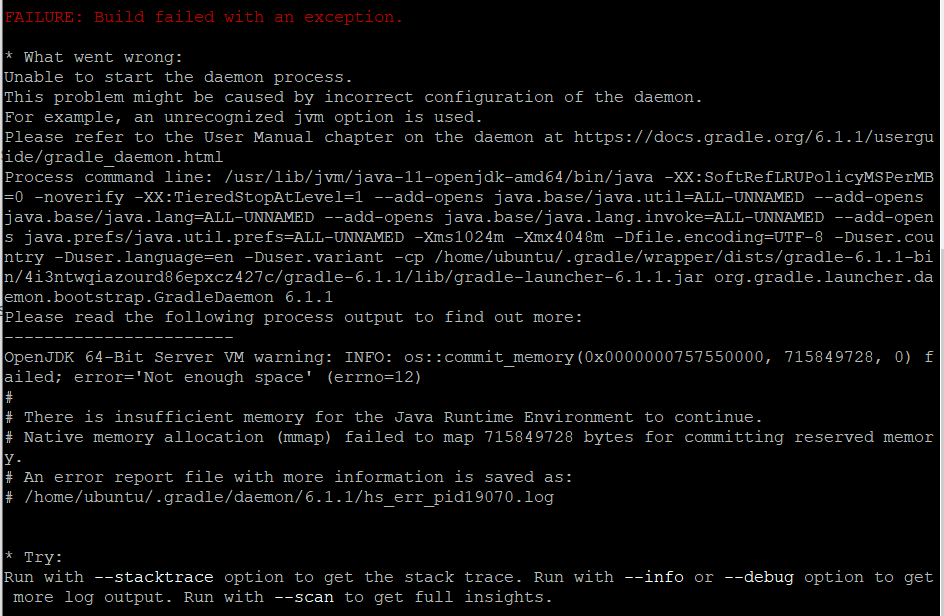 FAILURE: Build failed with an exception.
* What went wrong:
Unable to start the daemon process.
This problem might be caused by incorrect configuration of the daemon.
For example, an unrecognized jvm option is used.
Please refer to the User Manual chapter on the daemon at https://docs.gradle.org/6.1.1/usergu
ide/gradle_daemon.html
Process command line: /usr/lib/jvm/java-11-openjdk-amd64/bin/java -XX:SoftRefLRUPolicyMSPerMB
=0 -noverify -XX:TieredStopAtLevel=1 --add-opens java.base/java.util=ALL-UNNAMED --add-opens
java.base/java.lang=ALL-UNNAMED --add-opens java.base/java.lang.invoke=ALL-UNNAMED --add-open
s java.prefs/java.util.prefs=ALL-UNNAMED -Xms1024m -Xmx4048m -Dfile.encoding=UTF-8 -Duser.cou
ntry -Duser.language=en -Duser.variant -cp /home/ubuntu/.gradle/wrapper/dists/gradle-6.1.1-bi
n/4i3ntwqiazourd86epxcz427c/gradle-6.1.1/lib/gradle-launcher-6.1.1.jar org.gradle.launcher.da
emon.bootstrap.GradleDaemon 6.1.1
Please read the following process output to find out more:
-----------------------
OpenJDK 64-Bit Server VM warning: INFO: os::commit_memory(0x0000000757550000, 715849728, 0) f
ailed; error='Not enough space' (errno=12)
#
# There is insufficient memory for the Java Runtime Environment to continue.
# Native memory allocation (mmap) failed to map 715849728 bytes for committing reserved memor
y.
# An error report file with more information is saved as:
# /home/ubuntu/.gradle/daemon/6.1.1/hs_err_pid19070.log
* Try:
Run with --stacktrace option to get the stack trace. Run with --info or --debug option to get
more log output. Run with --scan to get full insights.